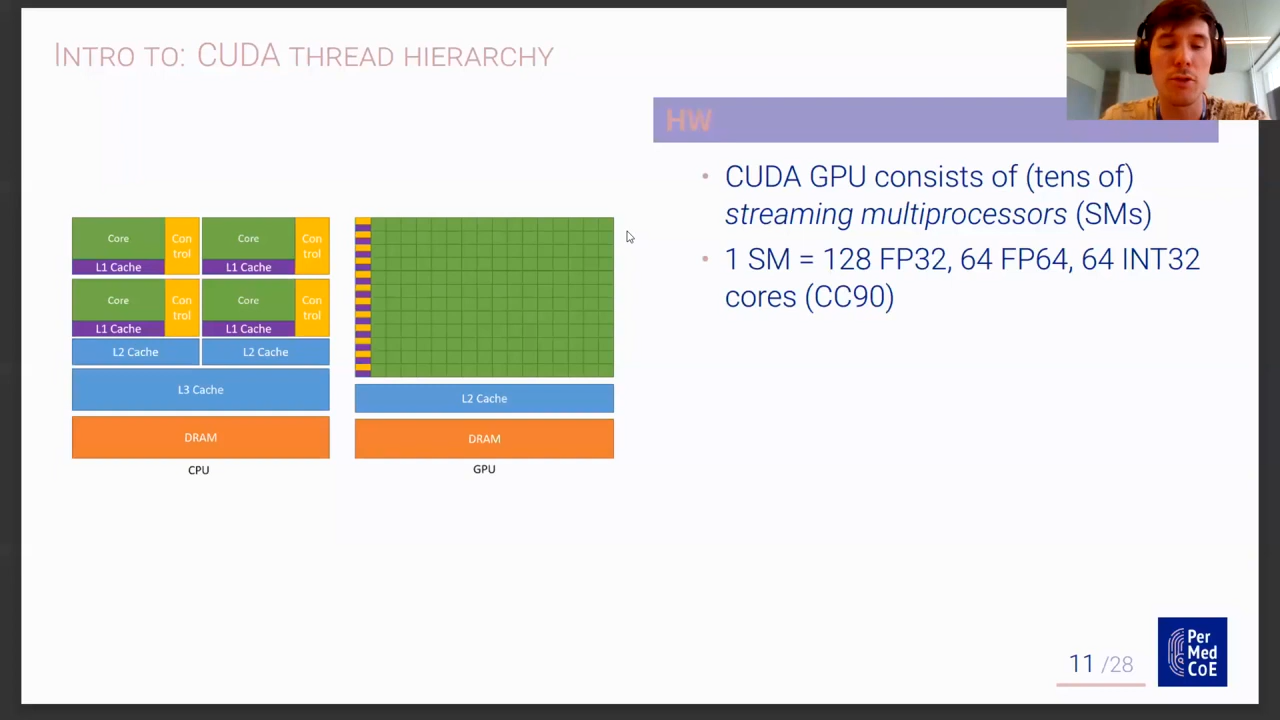 INTRO TO: CUDA THREAD HIERARCHY
HW
• CUDA GPU consists of (tens of)
streaming multiprocessors (SMs)
• 1 SM = 128 FP32, 64 FP64, 64 INT32
cores (CC90)
Core
Con
trol
L1 Cache
Core
Con
trol
L1 Cache
Core
Con
trol
L1 Cache
Core
Con
trol
L1 Cache
L2 Cache
L2 Cache
L3 Cache
DRAM
CPU
L2 Cache
DRAM
GPU
11 /28
Per
Med
CoE